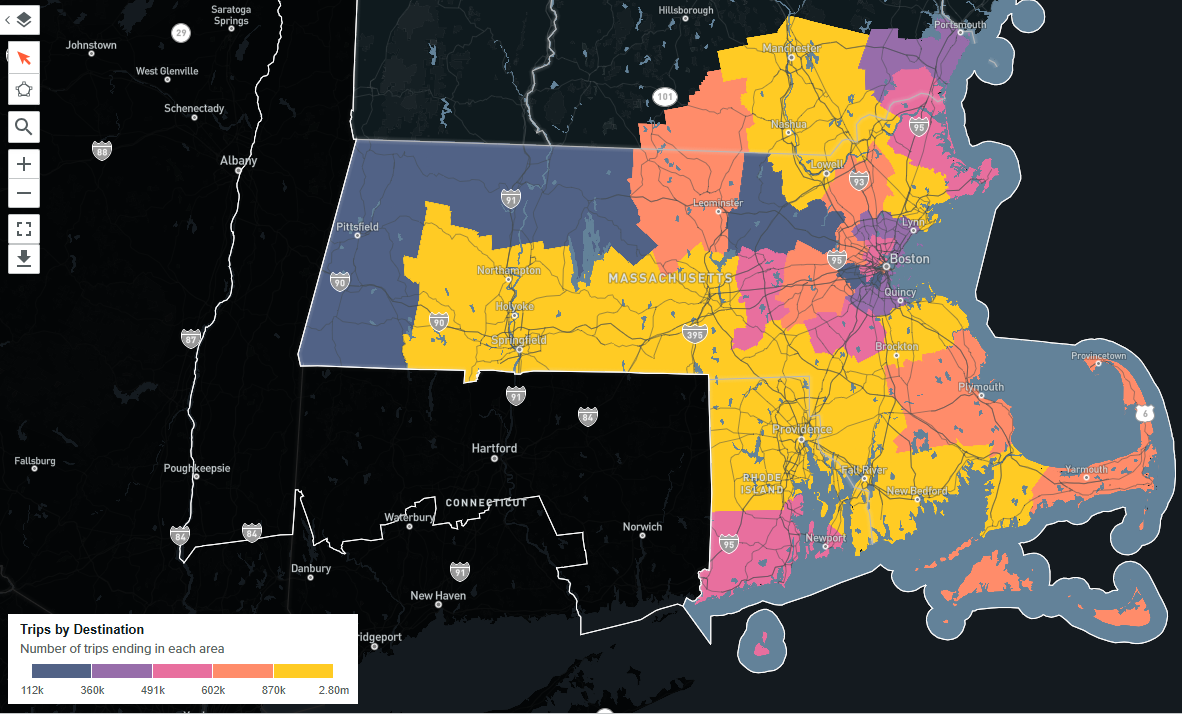 Saratoga
Springs
Hillsborough
Portsmouth
29
Johnstown
Manchester
West Glenville
101
Schenectady
Nashua
95
88
Albany
Lowell
93
91
Leominster
Pittsfield
Lynn
95
Boston
Northampton
MASSACHUSETTS
90
Quincy
Holyoke
90
395
87
Springfield
Brockton
Provincetown
91
Plymouth
84
6
Providence
Hartford
Fallsburg
Poughkeepsie
Fall River
Yarmouth
RHODE
ISLAND
New Bedford
CONNECTICUT
Waterbury
Norwich
84
84
95
Newport
Danbury
91
New Haven
ridgeport
Trips by Destination
Number of trips ending in each area
112k 360k 491k 602k 870k 2.80m